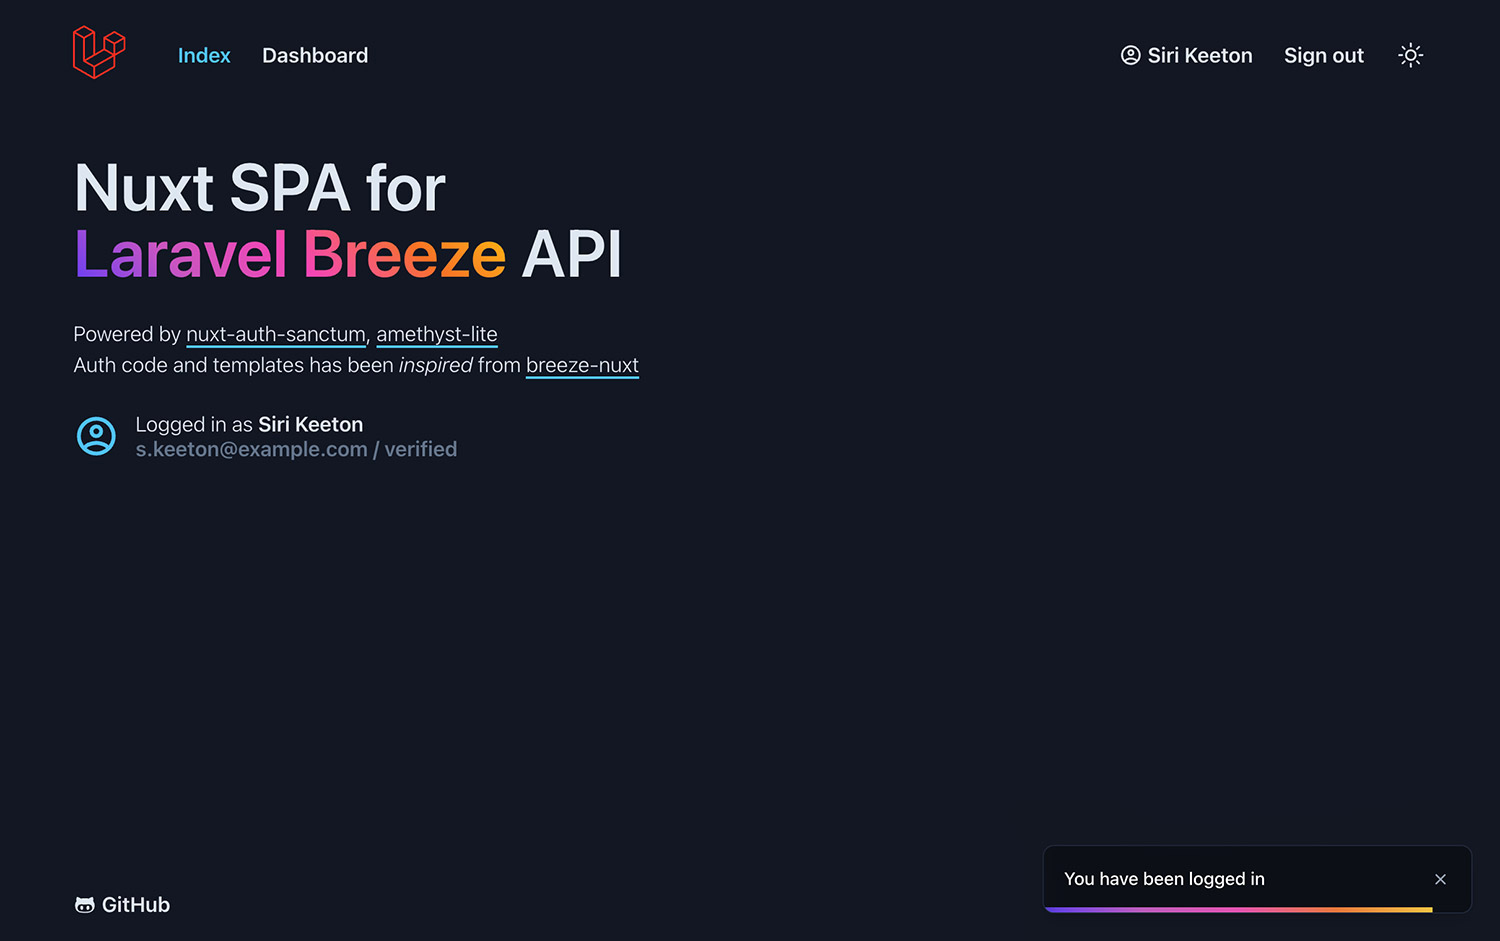 Index Dashboard Siri Keeton Sign out
Nuxt SPA for
Laravel Breeze API
Powered by nuxt-auth-sanctum, amethyst-lite
Auth code and templates has been inspired from breeze-nuxt
Logged in as Siri Keeton
s.keeton@example.com / verified
You have been logged in
GitHub